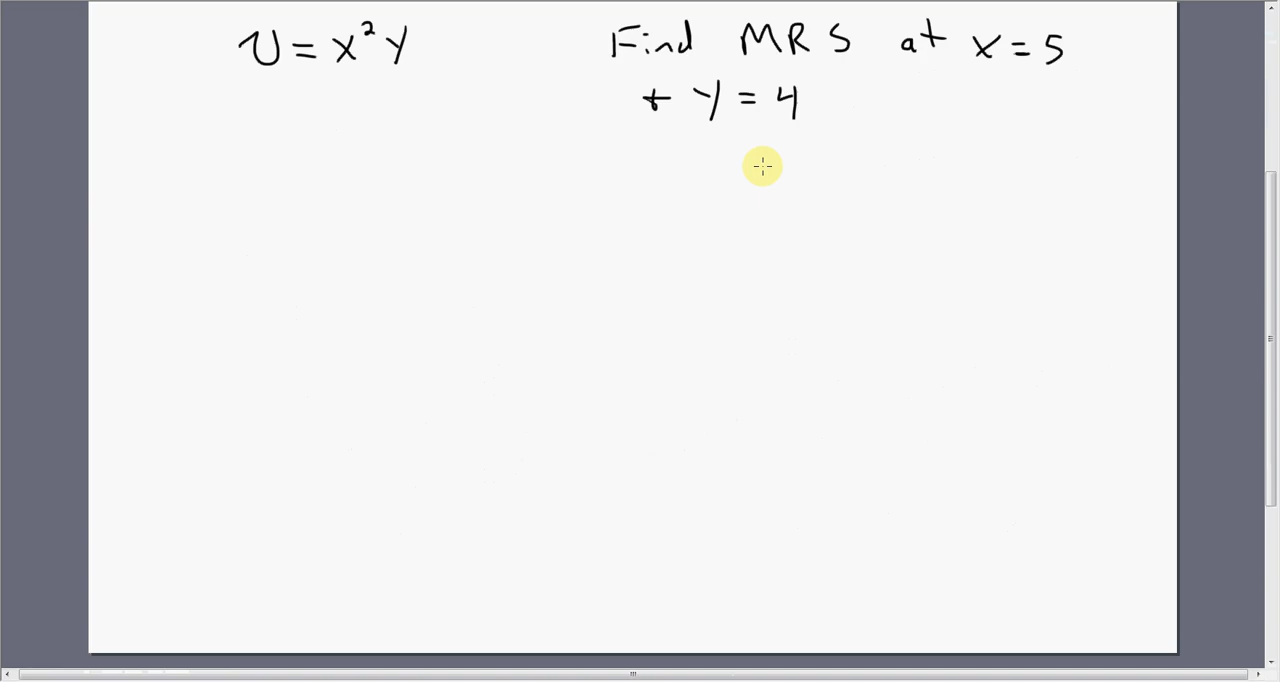 U = x²y
Find MRS at x = 5
+ y = 4